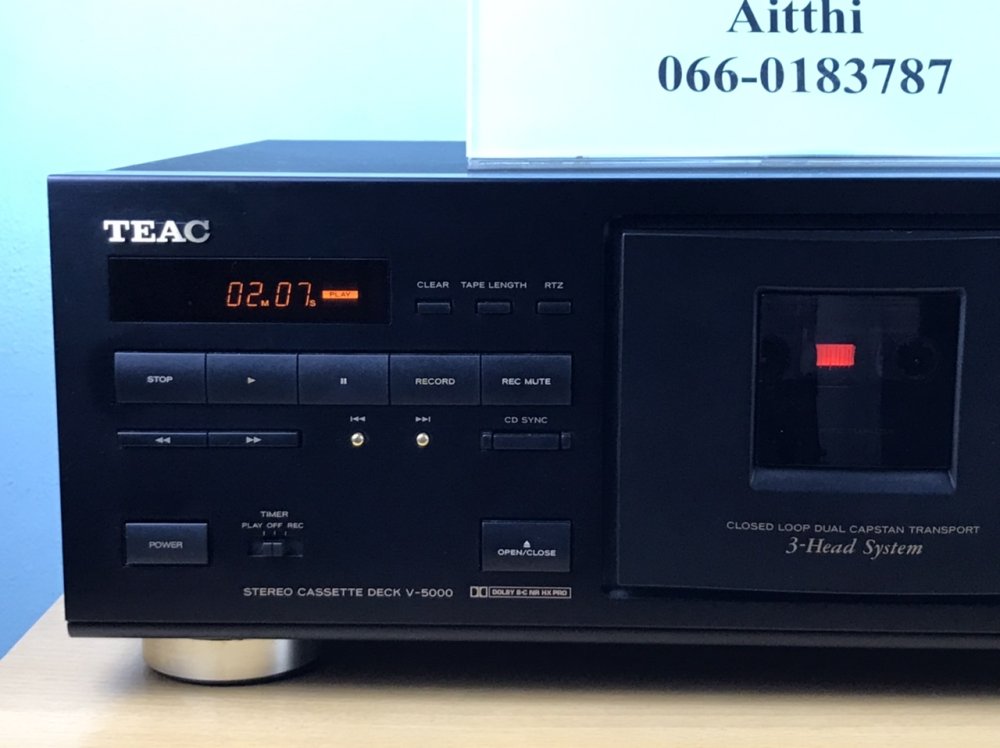 Aitthi
066-0183787
TEAC
02M 07S PLAY
CLEAR TAPE LENGTH RTZ
STOP RECORD REC MUTE
CD SYNC
TIMER
PLAY OFF REC
POWER
OPEN/CLOSE
STEREO CASSETTE DECK V-5000
DOLBY B·C NR HX PRO
CLOSED LOOP DUAL CAPSTAN TRANSPORT
3-Head System